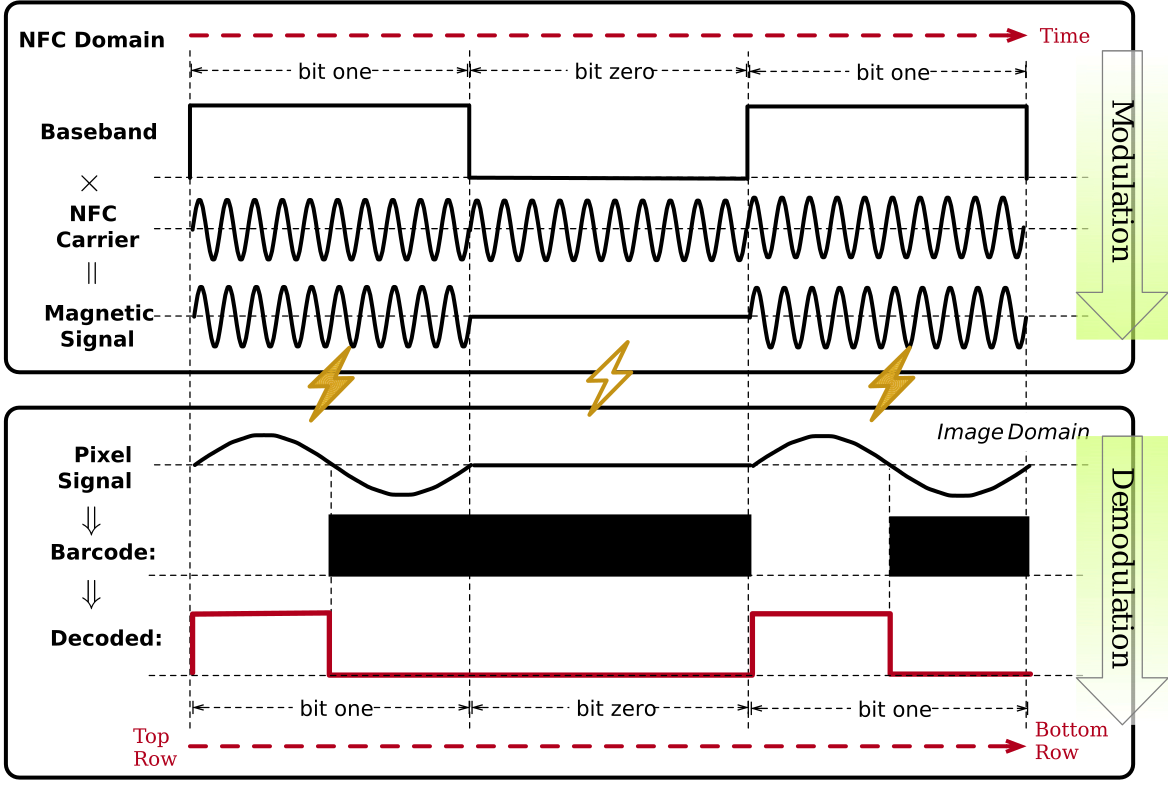 NFC Domain
Time
bit one
bit zero
bit one
Baseband
×
NFC
Carrier
=
Magnetic
Signal
Modulation
Image Domain
Pixel
Signal
⇓
Barcode:
⇓
Decoded:
Demodulation
bit one
bit zero
bit one
Top
Row
Bottom
Row